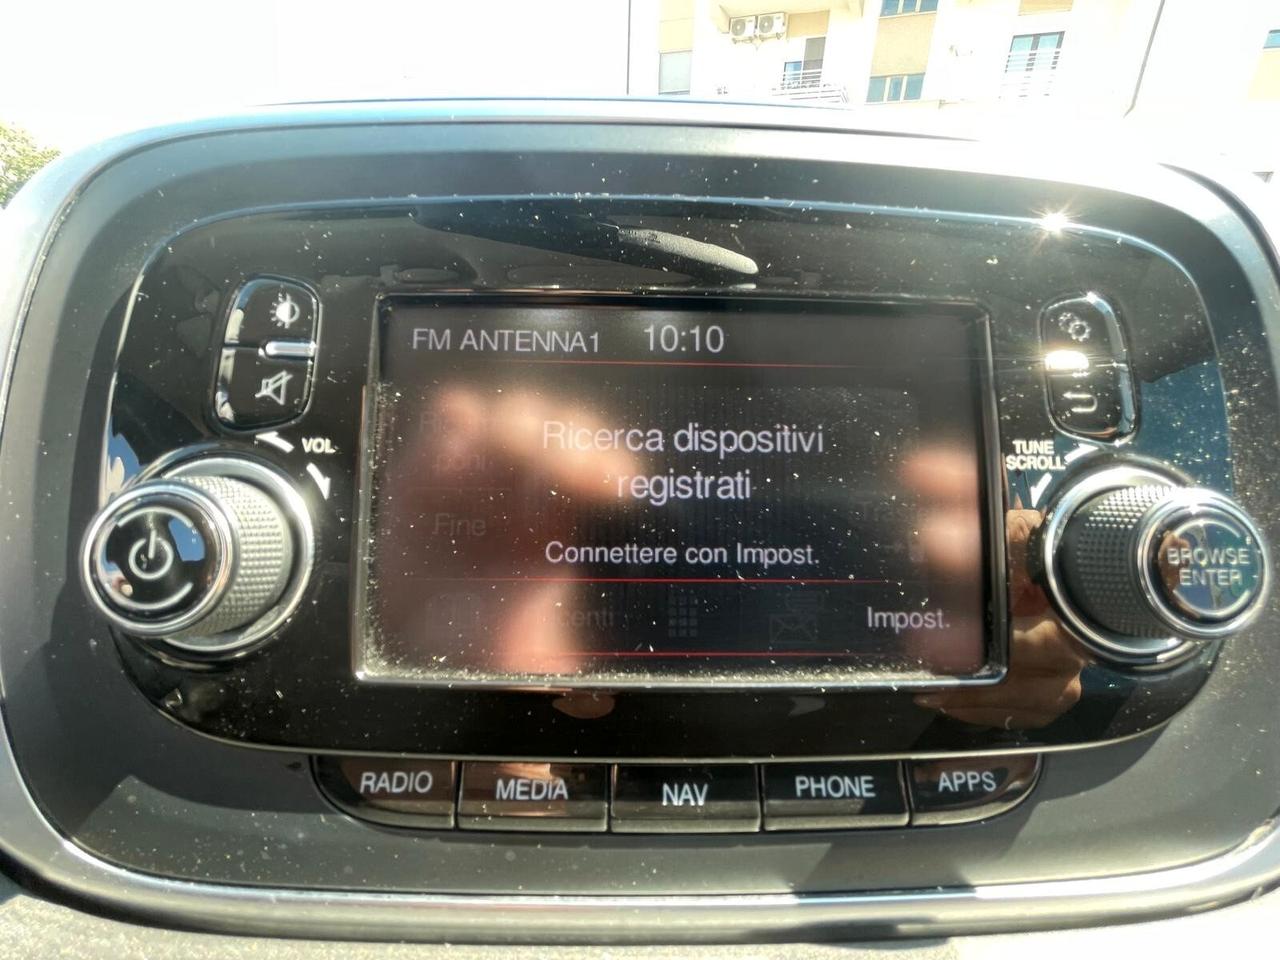 FM ANTENNA1 10:10
VOL
TUNE
SCROLL
Ricerca dispositivi
registrati
Fine
Connettere con Impost.
Impost.
BROWSE
ENTER
RADIO MEDIA NAV PHONE APPS